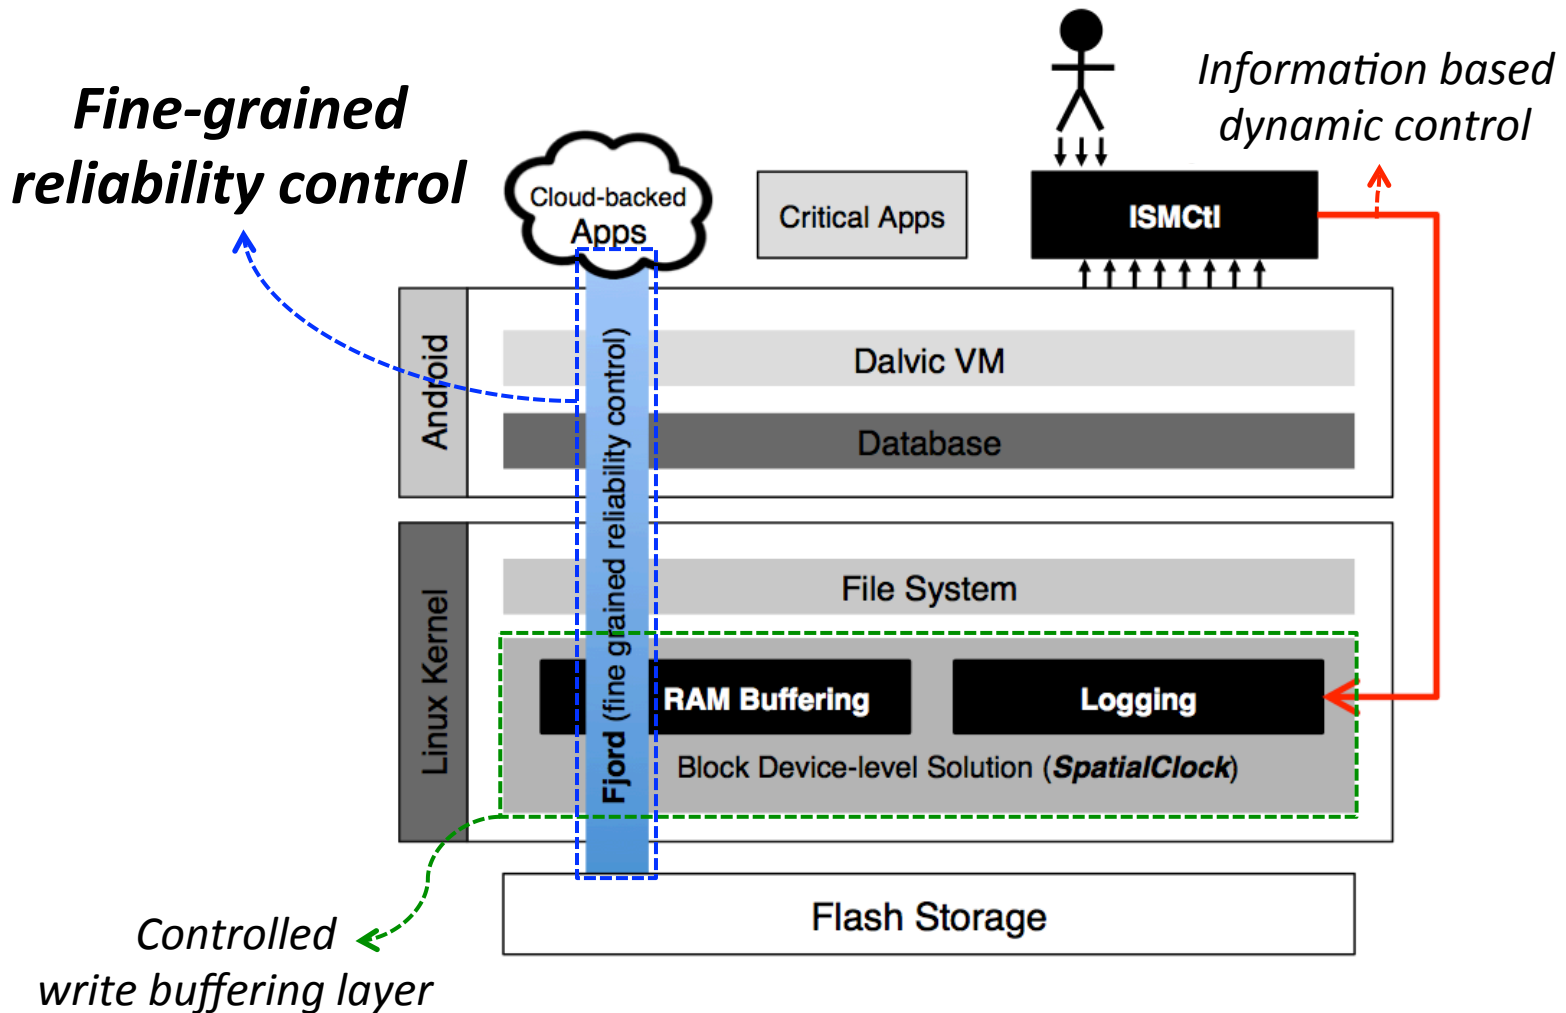 Fine-grained
reliability control
Information based
dynamic control
Cloud-backed
Apps
Critical Apps
ISMCtl
Android
Dalvic VM
Database
Fjord (fine grained reliability control)
Linux Kernel
File System
RAM Buffering
Logging
Block Device-level Solution (SpatialClock)
Flash Storage
Controlled
write buffering layer